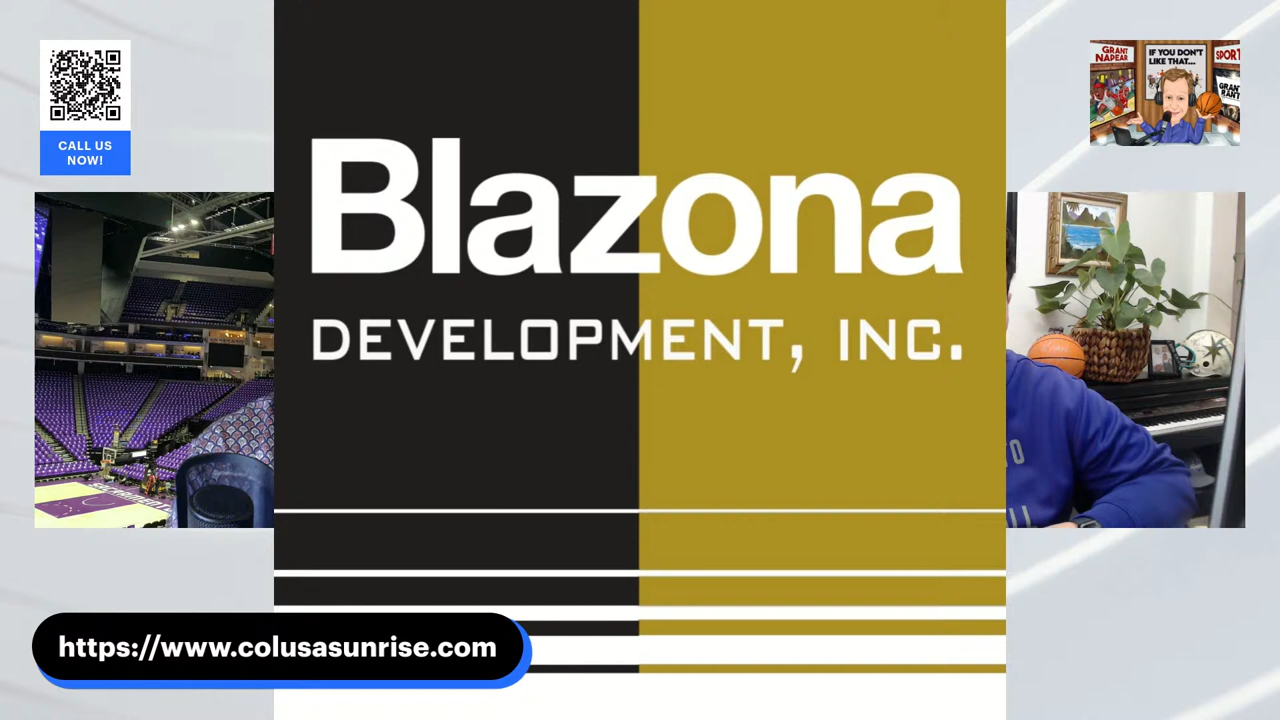 CALL US
NOW!
GRANT
NAPEAR
IF YOU DON'T
LIKE THAT...
Blazona
DEVELOPMENT, INC.
https://www.colusasunrise.com